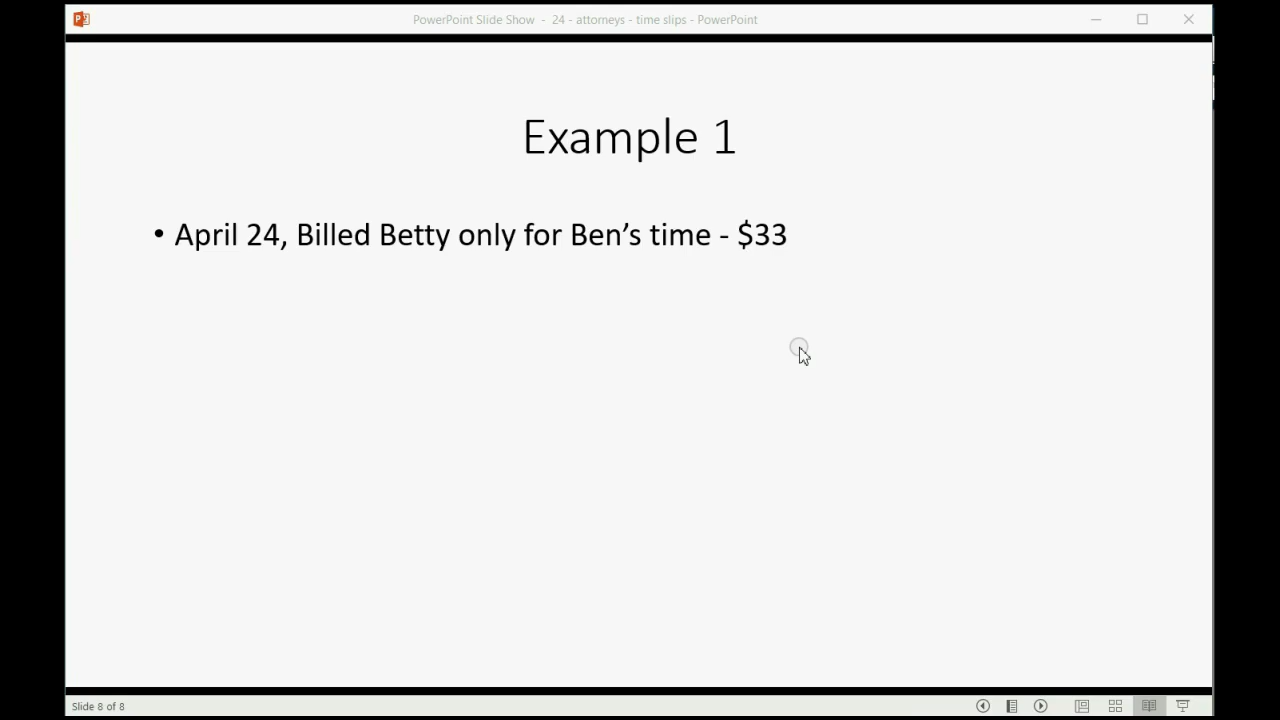 PowerPoint Slide Show - 24 - attorneys - time slips - PowerPoint
Example 1
• April 24, Billed Betty only for Ben’s time - $33
Slide 8 of 8